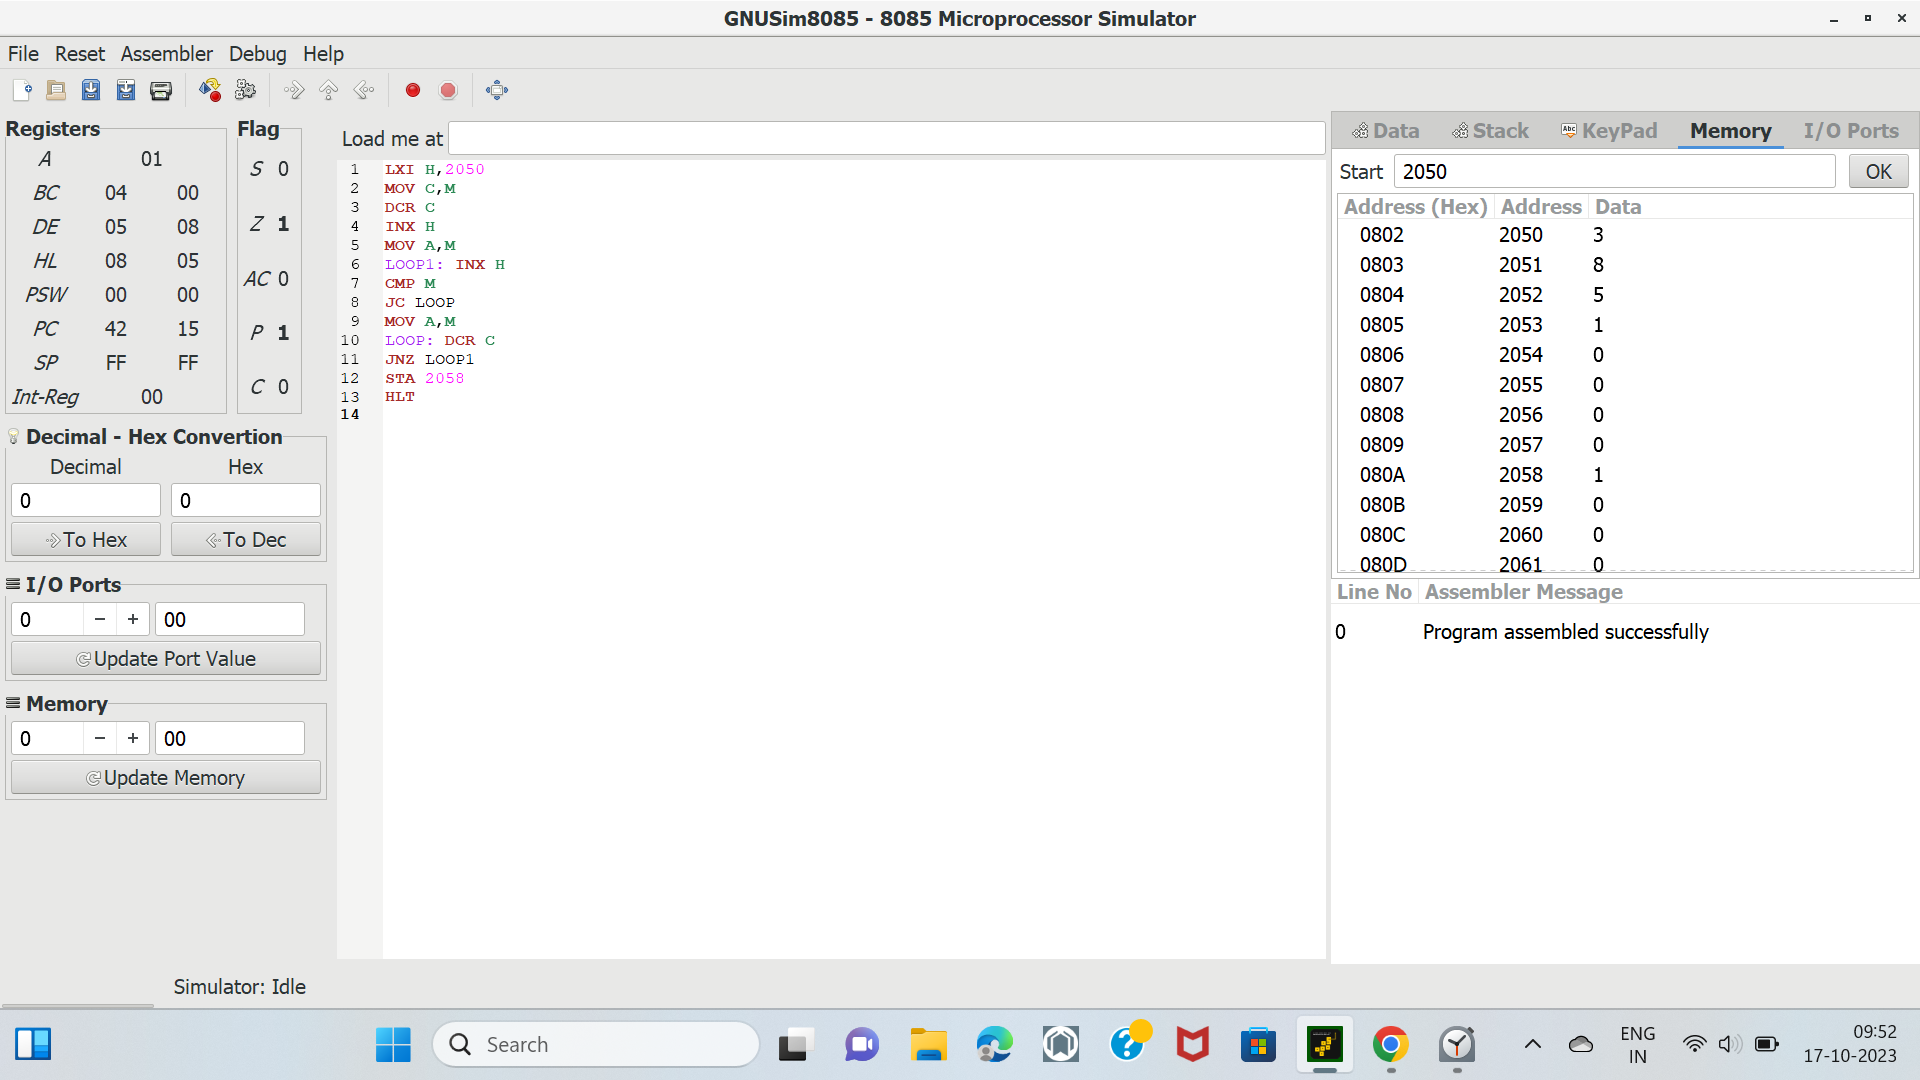 GNUSim8085 - 8085 Microprocessor Simulator
File Reset Assembler Debug Help
Registers
A 01
BC 04 00
DE 05 08
HL 08 05
PSW 00 00
PC 42 15
SP FF FF
Int-Reg 00
Flag
S 0
Z 1
AC 0
P 1
C 0
Decimal - Hex Convertion
Decimal Hex
0 0
To Hex To Dec
I/O Ports
0 − + 00
Update Port Value
Memory
0 − + 00
Update Memory
Load me at
1 LXI H,2050
2 MOV C,M
3 DCR C
4 INX H
5 MOV A,M
6 LOOP1: INX H
7 CMP M
8 JC LOOP
9 MOV A,M
10 LOOP: DCR C
11 JNZ LOOP1
12 STA 2058
13 HLT
14
Data Stack Abc KeyPad Memory I/O Ports
Start 2050 OK
Address (Hex) Address Data
0802 2050 3
0803 2051 8
0804 2052 5
0805 2053 1
0806 2054 0
0807 2055 0
0808 2056 0
0809 2057 0
080A 2058 1
080B 2059 0
080C 2060 0
080D 2061 0
Line No Assembler Message
0 Program assembled successfully
Simulator: Idle
Search
ENG
IN
09:52
17-10-2023